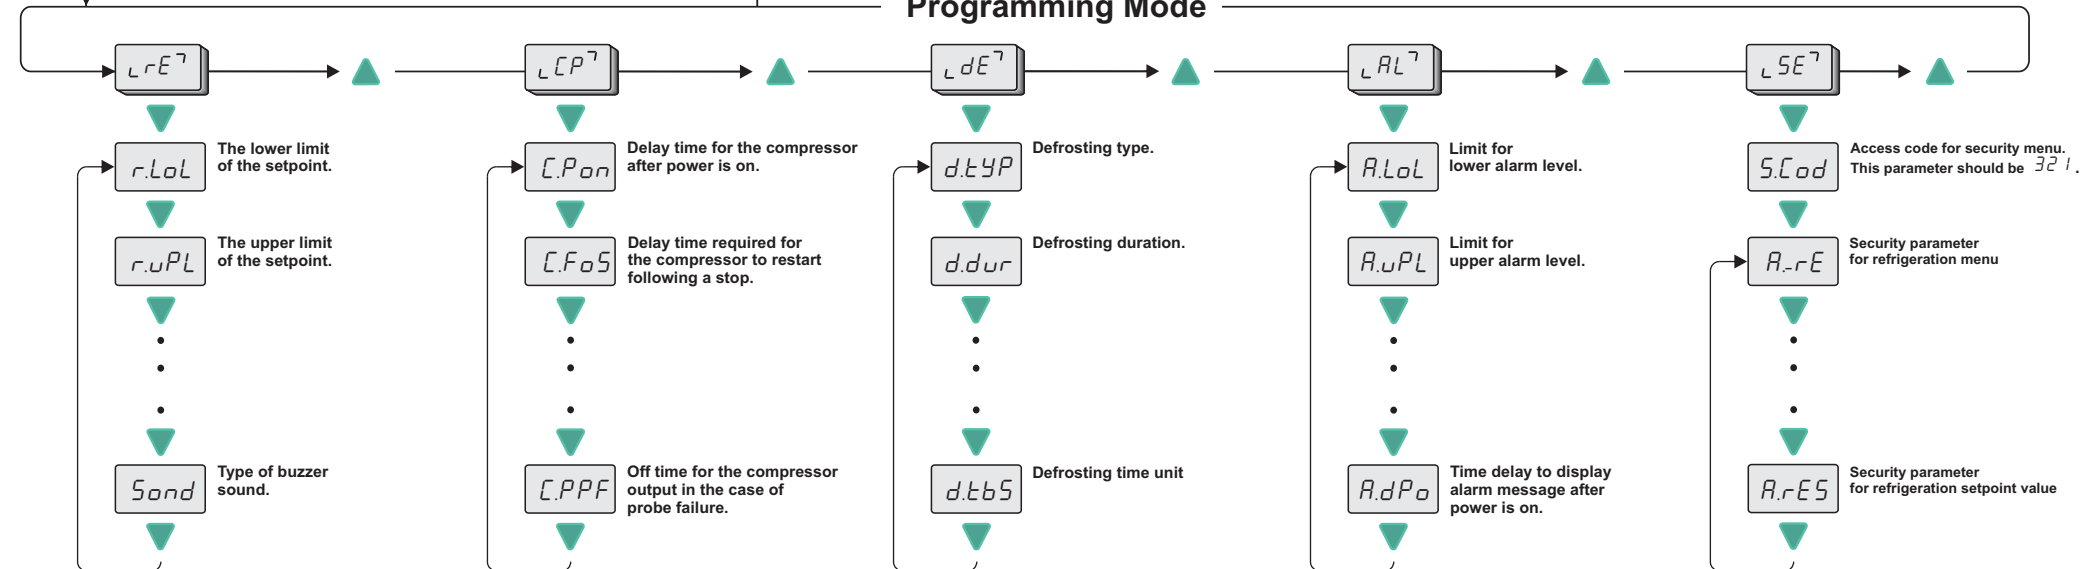 Programming Mode
rE
CP
dE
AL
SE
r.LoL
The lower limit
of the setpoint.
C.Pon
Delay time for the compressor
after power is on.
d.tYP
Defrosting type.
A.LoL
Limit for
lower alarm level.
S.Cod
Access code for security menu.
This parameter should be 321.
r.uPL
The upper limit
of the setpoint.
C.FoS
Delay time required for
the compressor to restart
following a stop.
d.dur
Defrosting duration.
A.uPL
Limit for
upper alarm level.
A.-rE
Security parameter
for refrigeration menu
Sond
Type of buzzer
sound.
C.PPF
Off time for the compressor
output in the case of
probe failure.
d.tbS
Defrosting time unit
A.dPo
Time delay to display
alarm message after
power is on.
A.rES
Security parameter
for refrigeration setpoint value